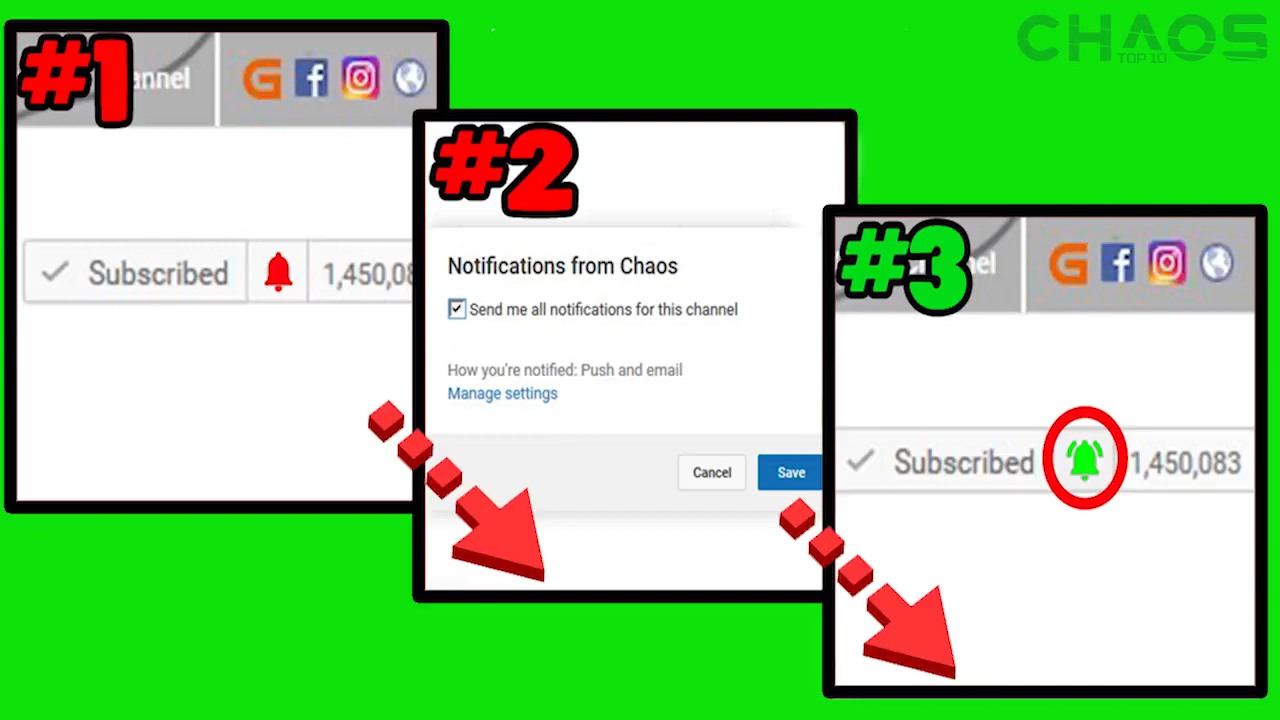 CHAOS
TOP 10
#1
annel
Subscribed
1,450,08
#2
Notifications from Chaos
Send me all notifications for this channel
How you're notified: Push and email
Manage settings
Cancel
Save
#3
nel
Subscribed
1,450,083